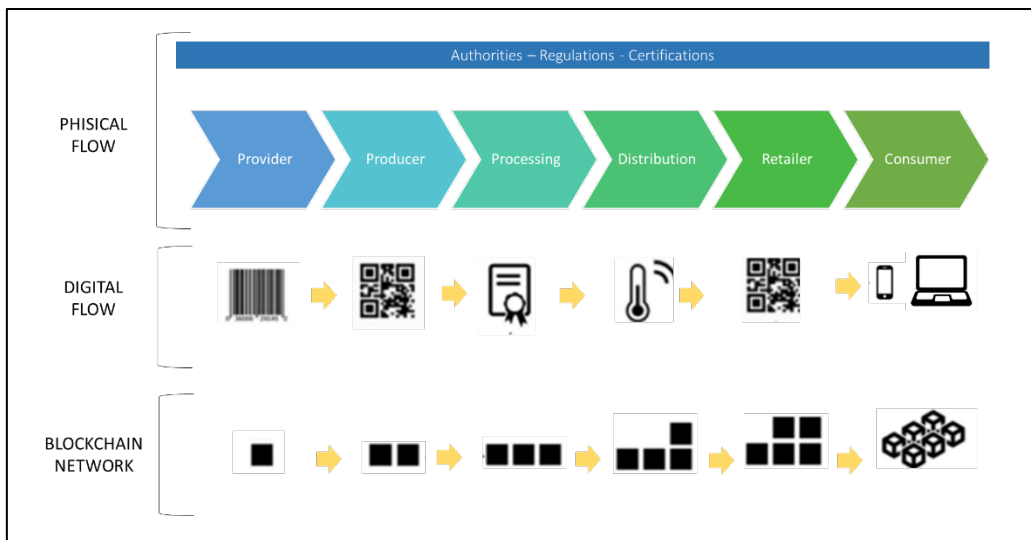 Authorities – Regulations - Certifications
PHISICAL
FLOW
Provider
Producer
Processing
Distribution
Retailer
Consumer
DIGITAL
FLOW
BLOCKCHAIN
NETWORK